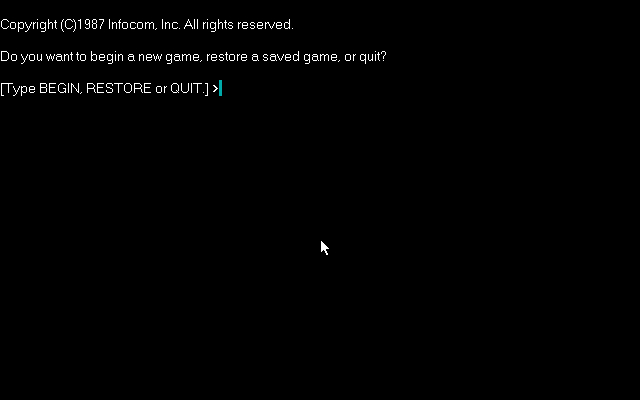 Copyright (C)1987 Infocom, Inc. All rights reserved.
Do you want to begin a new game, restore a saved game, or quit?
[Type BEGIN, RESTORE or QUIT.] >